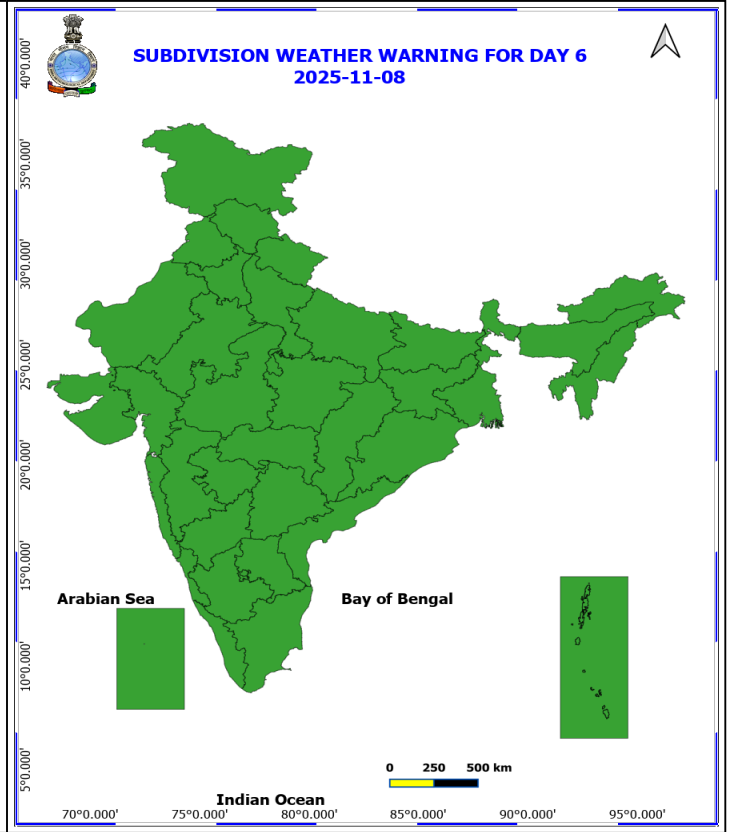 SUBDIVISION WEATHER WARNING FOR DAY 6
2025-11-08
40°0.000'
35°0.000'
30°0.000'
25°0.000'
20°0.000'
15°0.000'
10°0.000'
5°0.000'
Arabian Sea
Bay of Bengal
0 250 500 km
Indian Ocean
70°0.000' 75°0.000' 80°0.000' 85°0.000' 90°0.000' 95°0.000'